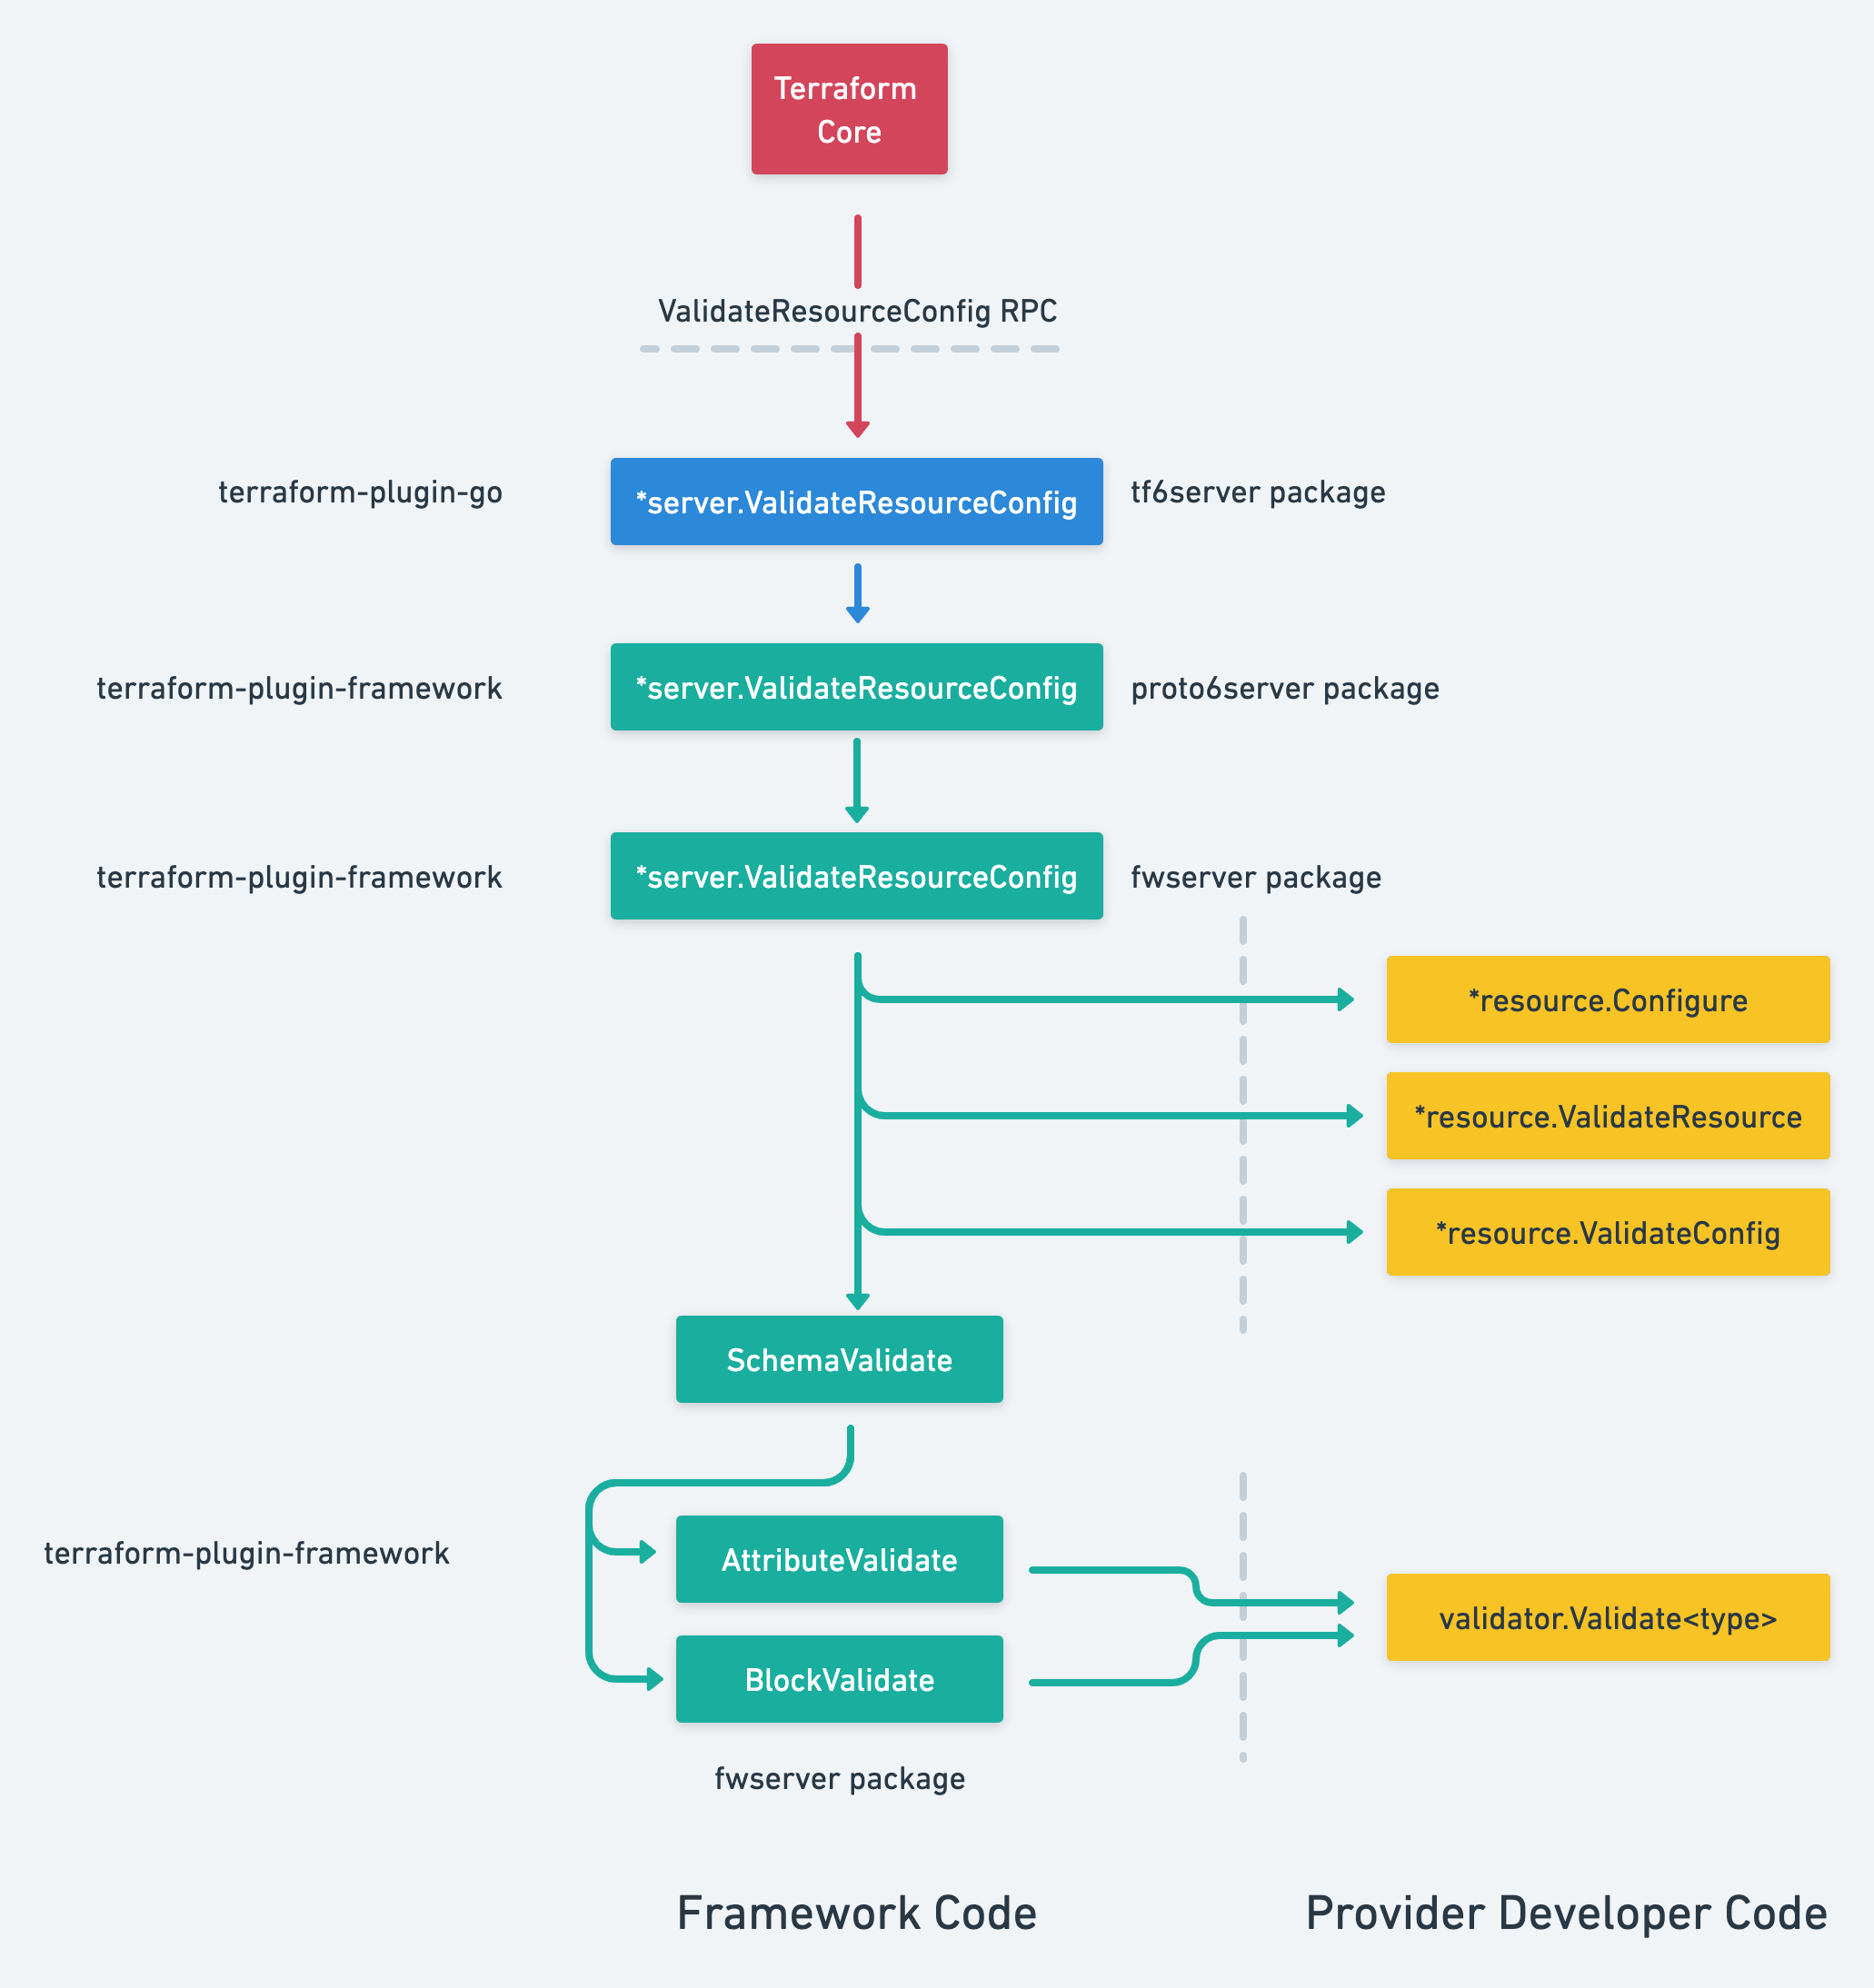 Terraform
Core
ValidateResourceConfig RPC
terraform-plugin-go
*server.ValidateResourceConfig
tf6server package
terraform-plugin-framework
*server.ValidateResourceConfig
proto6server package
terraform-plugin-framework
*server.ValidateResourceConfig
fwserver package
*resource.Configure
*resource.ValidateResource
*resource.ValidateConfig
SchemaValidate
terraform-plugin-framework
AttributeValidate
validator.Validate<type>
BlockValidate
fwserver package
Framework Code
Provider Developer Code